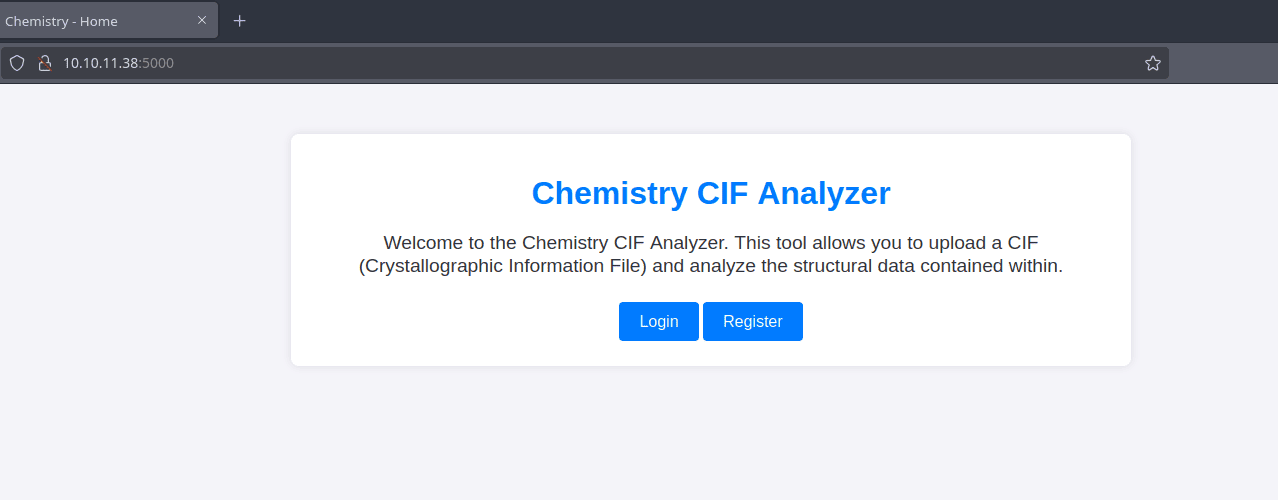 Chemistry - Home
10.10.11.38:5000
Chemistry CIF Analyzer
Welcome to the Chemistry CIF Analyzer. This tool allows you to upload a CIF
(Crystallographic Information File) and analyze the structural data contained within.
Login Register